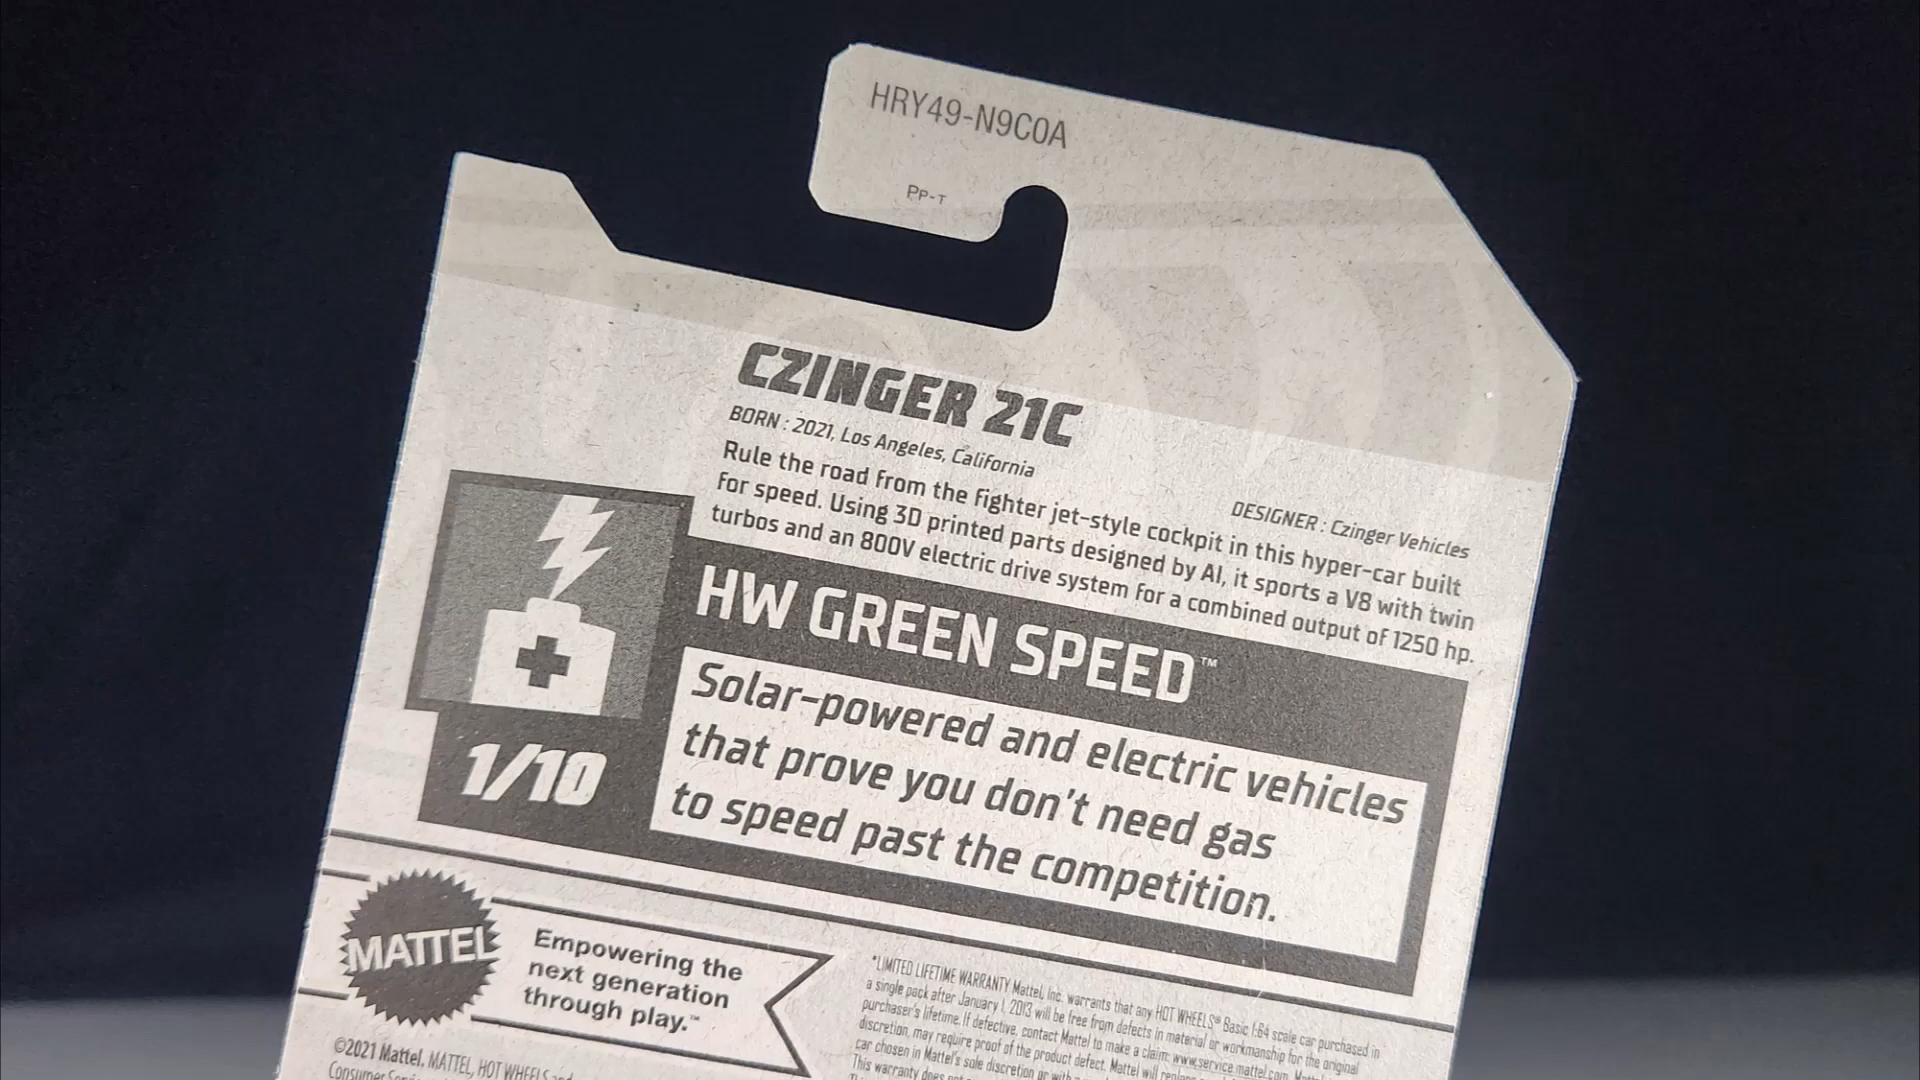 HRY49-N9C0A
PP-T
CZINGER 21C
BORN : 2021, Los Angeles, California
DESIGNER : Czinger Vehicles
Rule the road from the fighter jet-style cockpit in this hyper-car built
for speed. Using 3D printed parts designed by AI, it sports a V8 with twin
turbos and an 800V electric drive system for a combined output of 1250 hp.
HW GREEN SPEED™
Solar-powered and electric vehicles
that prove you don't need gas
to speed past the competition.
1/10
MATTEL
Empowering the
next generation
through play.™
©2021 Mattel. MATTEL, HOT WHEELS and
Consumer
*LIMITED LIFETIME WARRANTY Mattel, Inc. warrants that any HOT WHEELS® Basic 1:64 scale car purchased in
a single pack after January 1, 2013 will be free from defects in material or workmanship for the original
purchaser's lifetime. If defective, contact Mattel to make a claim: www.service.mattel.com.
discretion, may require proof of the product defect. Mattel will
car chosen in Mattel's sole discretion or with
This warranty does